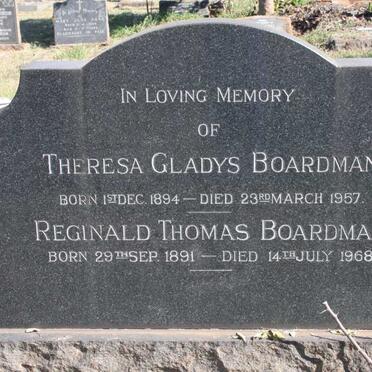 IN LOVING MEMORY
OF
THERESA GLADYS BOARDMAN
BORN 1ST DEC. 1894 — DIED 23RD MARCH 1957.
REGINALD THOMAS BOARDMA
BORN 29TH SEP. 1891 — DIED 14TH JULY 1968